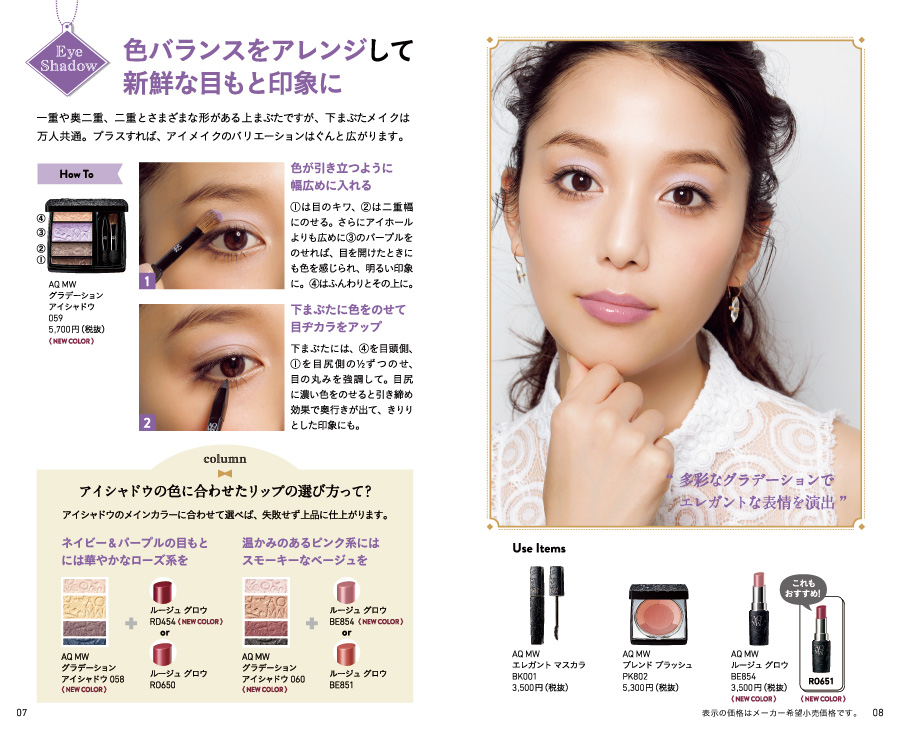 Eye
Shadow
色バランスをアレンジして
新鮮な目もと印象に
一重や奥二重、二重とさまざまな形がある上まぶたですが、下まぶたメイクは
万人共通。プラスすれば、アイメイクのバリエーションはぐんと広がります。
How To
④
③
②
①
AQ MW
グラデーション
アイシャドウ
059
5,700円（税抜）
（NEW COLOR）
1
色が引き立つように
幅広めに入れる
①は目のキワ、②は二重幅
にのせる。さらにアイホール
よりも広めに③のパープルを
のせれば、目を開けたときに
も色を感じられ、明るい印象
に。④はふんわりとその上に。
2
下まぶたに色をのせて
目ヂカラをアップ
下まぶたには、④を目頭側、
①を目尻側の½ずつのせ、
目の丸みを強調して。目尻
に濃い色をのせると引き締め
効果で奥行きが出て、きりり
とした印象にも。
column
アイシャドウの色に合わせたリップの選び方って?
アイシャドウのメインカラーに合わせて選べば、失敗せず上品に仕上がります。
ネイビー＆パープルの目もと
には華やかなローズ系を
AQ MW
グラデーション
アイシャドウ 058
（NEW COLOR）
+
ルージュ グロウ
RD454（NEW COLOR）
or
ルージュ グロウ
RO650
温かみのあるピンク系には
スモーキーなベージュを
AQ MW
グラデーション
アイシャドウ 060
（NEW COLOR）
+
ルージュ グロウ
BE854（NEW COLOR）
or
ルージュ グロウ
BE851
07
“ 多彩なグラデーションで
エレガントな表情を演出 ”
Use Items
AQ MW
エレガント マスカラ
BK001
3,500円（税抜）
AQ MW
ブレンド ブラッシュ
PK802
5,300円（税抜）
AQ MW
ルージュ グロウ
BE854
3,500円（税抜）
（NEW COLOR）
これも
おすすめ!
RO651
（NEW COLOR）
表示の価格はメーカー希望小売価格です。
08